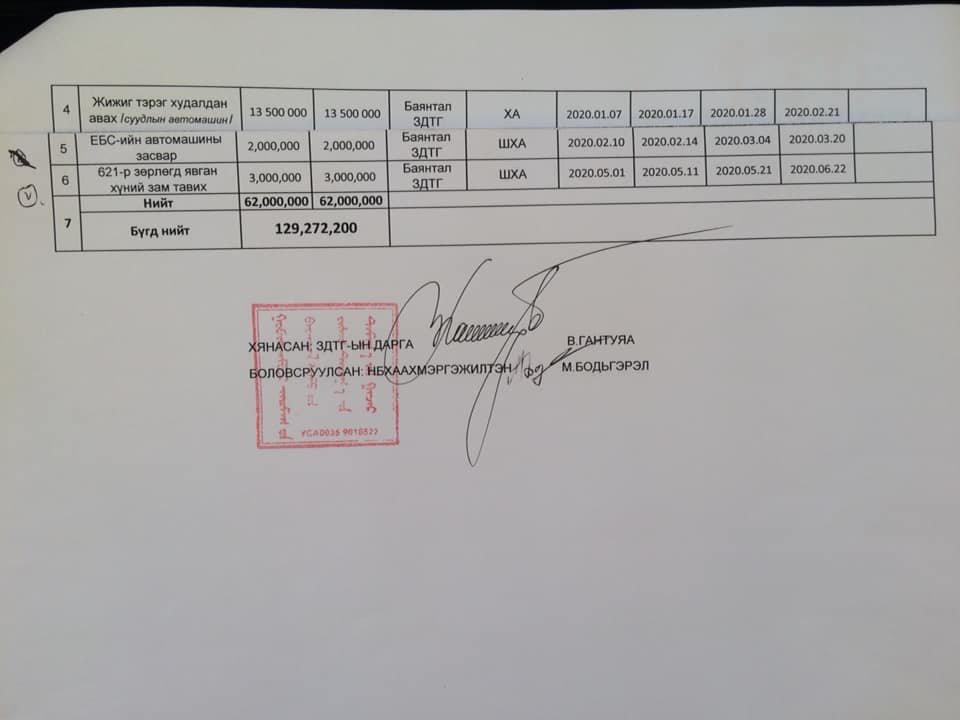 4 Жижиг тэрэг худалдан авах /суудлын автомашин/ 13 500 000 13 500 000 Баянтал ЗДТГ ХА 2020.01.07 2020.01.17 2020.01.28 2020.02.21
5 ЕБС-ийн автомашины засвар 2,000,000 2,000,000 Баянтал ЗДТГ ШХА 2020.02.10 2020.02.14 2020.03.04 2020.03.20
6 621-р зөрлөгд явган хүний зам тавих 3,000,000 3,000,000 Баянтал ЗДТГ ШХА 2020.05.01 2020.05.11 2020.05.21 2020.06.22
7 Нийт 62,000,000 62,000,000
Бүгд нийт 129,272,200
ХЯНАСАН; ЗДТГ-ЫН ДАРГА В.ГАНТУЯА
БОЛОВСРУУЛСАН: НБХААХМЭРГЭЖИЛТЭН М.БОДЬГЭРЭЛ